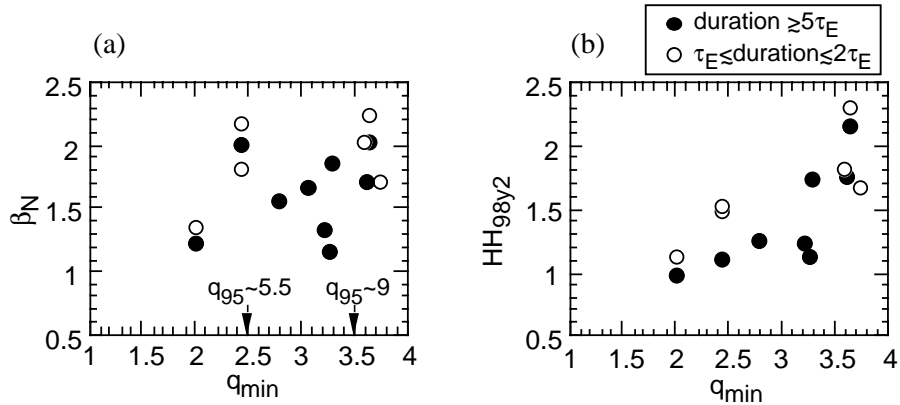 (a)
(b)
● duration ≳5τE
○ τE≲duration≲2τE
2.5
2
1.5
1
0.5
βN
q95~5.5
q95~9
1 1.5 2 2.5 3 3.5 4
qmin
2.5
2
1.5
1
0.5
HH98y2
1 1.5 2 2.5 3 3.5 4
qmin